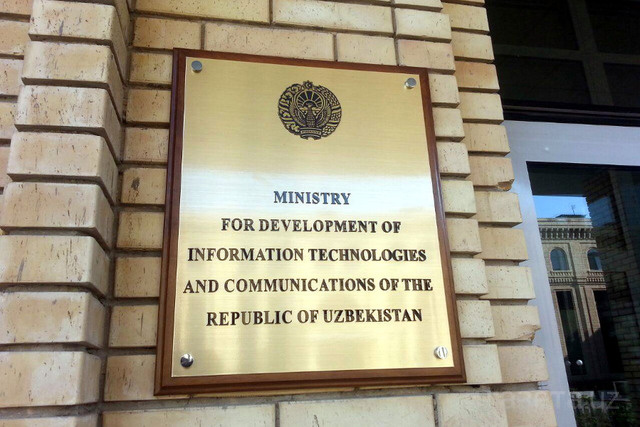 MINISTRY
FOR DEVELOPMENT OF
INFORMATION TECHNOLOGIES
AND COMMUNICATIONS OF THE
REPUBLIC OF UZBEKISTAN